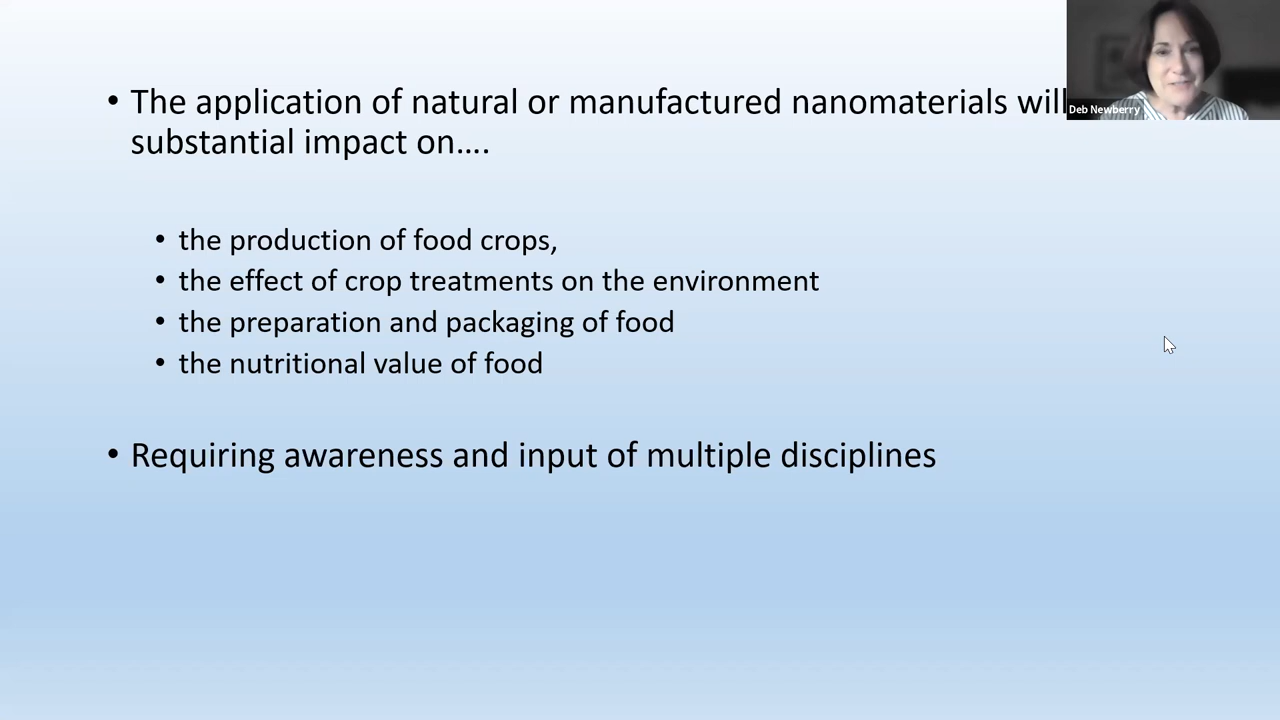 • The application of natural or manufactured nanomaterials will
substantial impact on….
• the production of food crops,
• the effect of crop treatments on the environment
• the preparation and packaging of food
• the nutritional value of food
• Requiring awareness and input of multiple disciplines
Deb Newberry